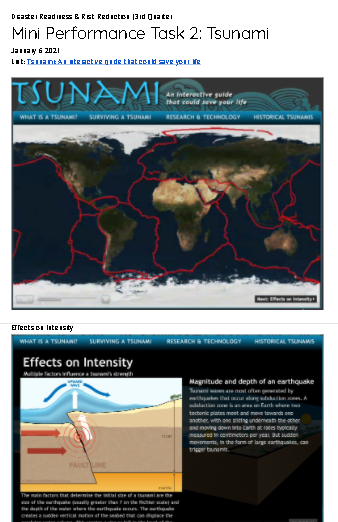 Disaster Readiness & Risk Reduction |3rd Quarter
Mini Performance Task 2: Tsunami
January 6 2021
Link: Tsunami: An interactive guide that could save your life
TSUNAMI
An interactive guide
that could save your life
WHAT IS A TSUNAMI? SURVIVING A TSUNAMI RESEARCH & TECHNOLOGY HISTORICAL TSUNAMIS
Next: Effects on Intensity
Effects on Intensity
WHAT IS A TSUNAMI? SURVIVING A TSUNAMI RESEARCH & TECHNOLOGY HISTORICAL TSUNAMIS
Effects on Intensity
Multiple factors influence a tsunami's strength
UPWARD
WAVE
FAULT LINE
Magnitude and depth of an earthquake
Tsunami waves are most often generated by
earthquakes that occur along subduction zones. A
subduction zone is an area on Earth where two
tectonic plates meet and move towards one
another, with one sliding underneath the other
and moving down into Earth at rates typically
measured in centimeters per year. But sudden
movements, in the form of large earthquakes, can
trigger tsunamis.
The main factors that determine the initial size of a tsunami are the
size of the earthquake (usually greater than 7 on the Richter scale) and
the depth of the water where the earthquake occurs. The earthquake
creates a sudden vertical motion of the seabed that can displace the